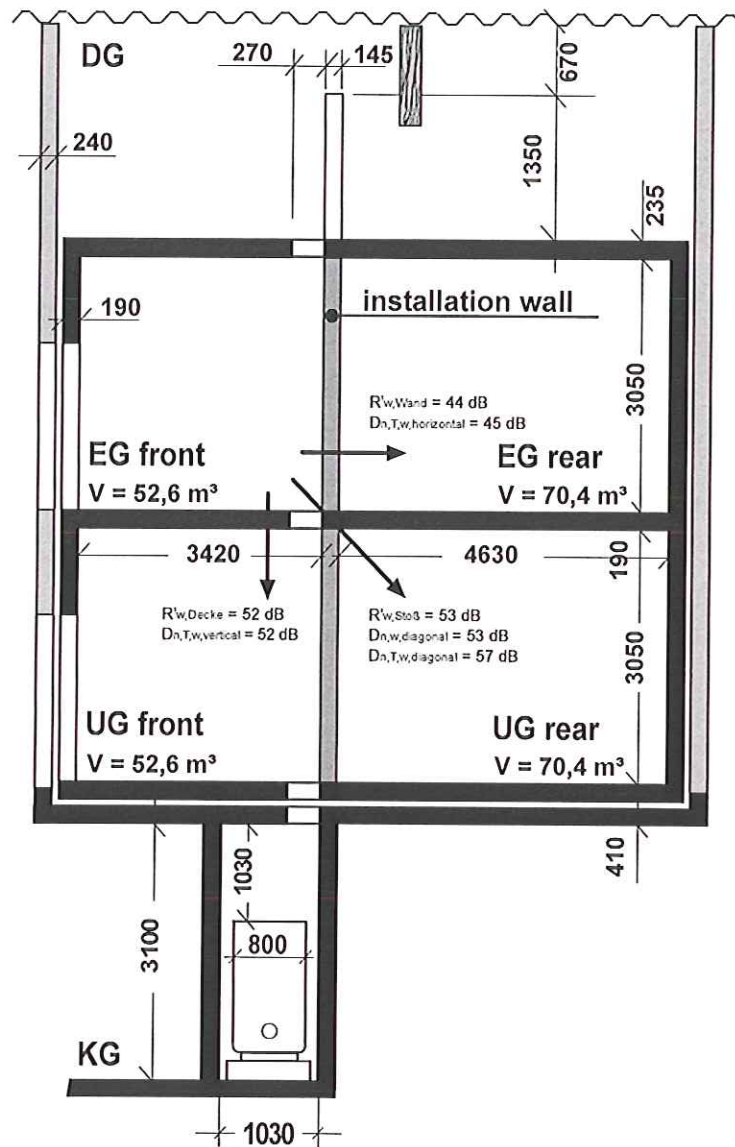 DG
270
145
670
240
1350
235
190
installation wall
3050
R'w,Wand = 44 dB
Dn,T,w,horizontal = 45 dB
EG front
V = 52,6 m³
EG rear
V = 70,4 m³
3420
4630
190
R'w,Decke = 52 dB
Dn,T,w,vertical = 52 dB
R'w,Stoß = 53 dB
Dn,w,diagonal = 53 dB
Dn,T,w,diagonal = 57 dB
3050
UG front
V = 52,6 m³
UG rear
V = 70,4 m³
410
1030
3100
800
KG
1030